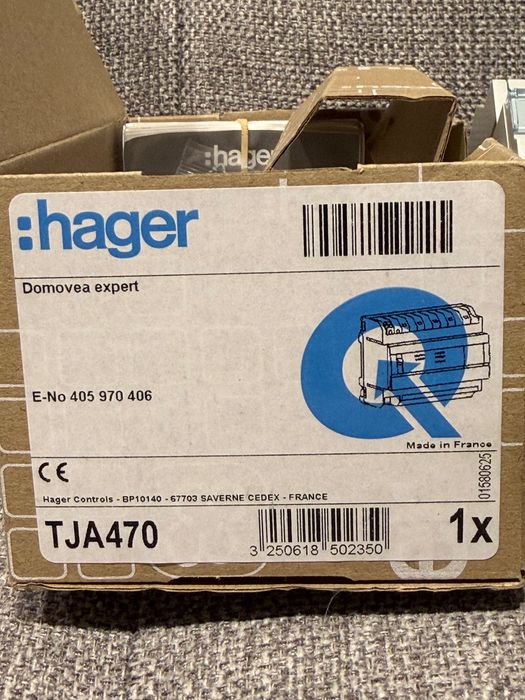 :hager
:hager
Domovea expert
E-No 405 970 406
Made in France
CE
Hager Controls - BP10140 - 67703 SAVERNE CEDEX - FRANCE
01580625
TJA470
3 250618 502350
1x